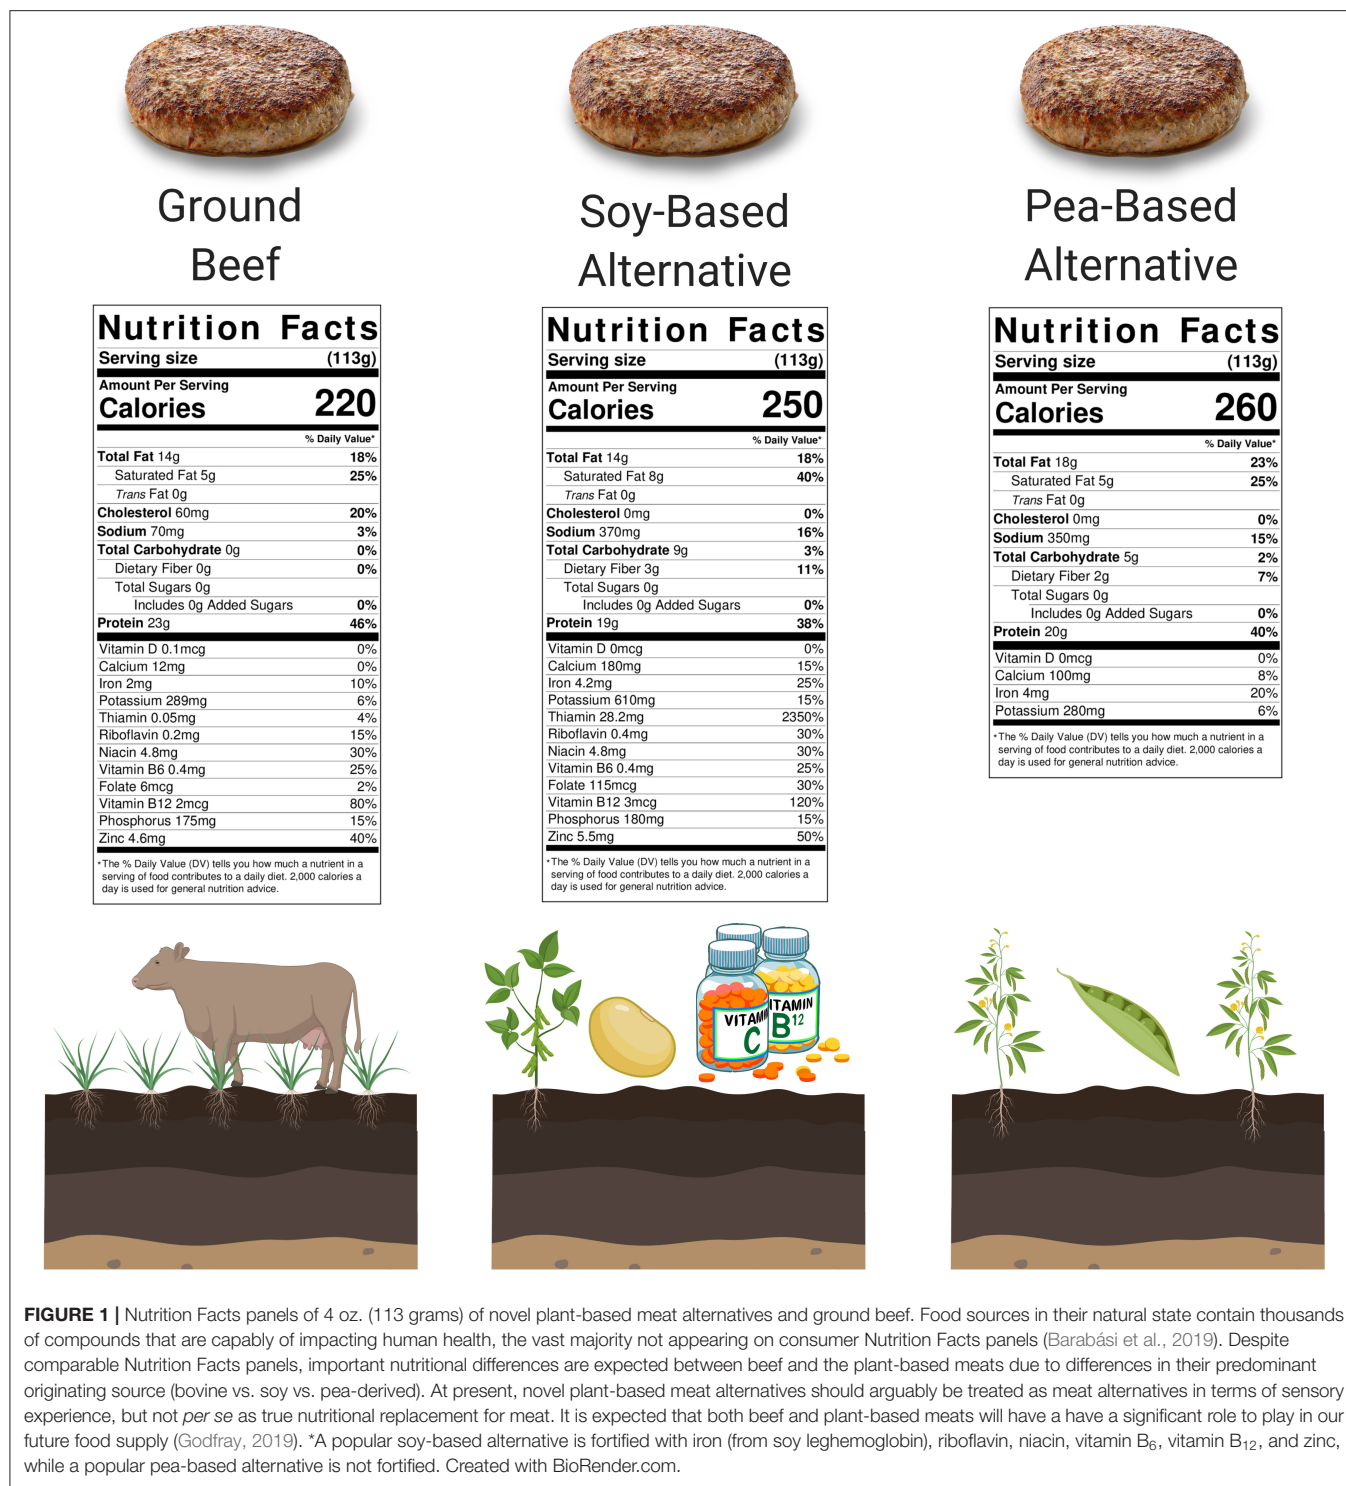 Ground
Beef
Nutrition Facts
Serving size (113g)
Amount Per Serving
Calories 220
% Daily Value*
Total Fat 14g 18%
Saturated Fat 5g 25%
Trans Fat 0g
Cholesterol 60mg 20%
Sodium 70mg 3%
Total Carbohydrate 0g 0%
Dietary Fiber 0g 0%
Total Sugars 0g
Includes 0g Added Sugars 0%
Protein 23g 46%
Vitamin D 0.1mcg 0%
Calcium 12mg 0%
Iron 2mg 10%
Potassium 289mg 6%
Thiamin 0.05mg 4%
Riboflavin 0.2mg 15%
Niacin 4.8mg 30%
Vitamin B6 0.4mg 25%
Folate 6mcg 2%
Vitamin B12 2mcg 80%
Phosphorus 175mg 15%
Zinc 4.6mg 40%
*The % Daily Value (DV) tells you how much a nutrient in a
serving of food contributes to a daily diet. 2,000 calories a
day is used for general nutrition advice.
Soy-Based
Alternative
Nutrition Facts
Serving size (113g)
Amount Per Serving
Calories 250
% Daily Value*
Total Fat 14g 18%
Saturated Fat 8g 40%
Trans Fat 0g
Cholesterol 0mg 0%
Sodium 370mg 16%
Total Carbohydrate 9g 3%
Dietary Fiber 3g 11%
Total Sugars 0g
Includes 0g Added Sugars 0%
Protein 19g 38%
Vitamin D 0mcg 0%
Calcium 180mg 15%
Iron 4.2mg 25%
Potassium 610mg 15%
Thiamin 28.2mg 2350%
Riboflavin 0.4mg 30%
Niacin 4.8mg 30%
Vitamin B6 0.4mg 25%
Folate 115mcg 30%
Vitamin B12 3mcg 120%
Phosphorus 180mg 15%
Zinc 5.5mg 50%
*The % Daily Value (DV) tells you how much a nutrient in a
serving of food contributes to a daily diet. 2,000 calories a
day is used for general nutrition advice.
Pea-Based
Alternative
Nutrition Facts
Serving size (113g)
Amount Per Serving
Calories 260
% Daily Value*
Total Fat 18g 23%
Saturated Fat 5g 25%
Trans Fat 0g
Cholesterol 0mg 0%
Sodium 350mg 15%
Total Carbohydrate 5g 2%
Dietary Fiber 2g 7%
Total Sugars 0g
Includes 0g Added Sugars 0%
Protein 20g 40%
Vitamin D 0mcg 0%
Calcium 100mg 8%
Iron 4mg 20%
Potassium 280mg 6%
*The % Daily Value (DV) tells you how much a nutrient in a
serving of food contributes to a daily diet. 2,000 calories a
day is used for general nutrition advice.
VITAMIN
C
ITAMIN
B12
FIGURE 1 | Nutrition Facts panels of 4 oz. (113 grams) of novel plant-based meat alternatives and ground beef. Food sources in their natural state contain thousands
of compounds that are capably of impacting human health, the vast majority not appearing on consumer Nutrition Facts panels (Barabási et al., 2019). Despite
comparable Nutrition Facts panels, important nutritional differences are expected between beef and the plant-based meats due to differences in their predominant
originating source (bovine vs. soy vs. pea-derived). At present, novel plant-based meat alternatives should arguably be treated as meat alternatives in terms of sensory
experience, but not per se as true nutritional replacement for meat. It is expected that both beef and plant-based meats will have a have a significant role to play in our
future food supply (Godfray, 2019). *A popular soy-based alternative is fortified with iron (from soy leghemoglobin), riboflavin, niacin, vitamin B6, vitamin B12, and zinc,
while a popular pea-based alternative is not fortified. Created with BioRender.com.